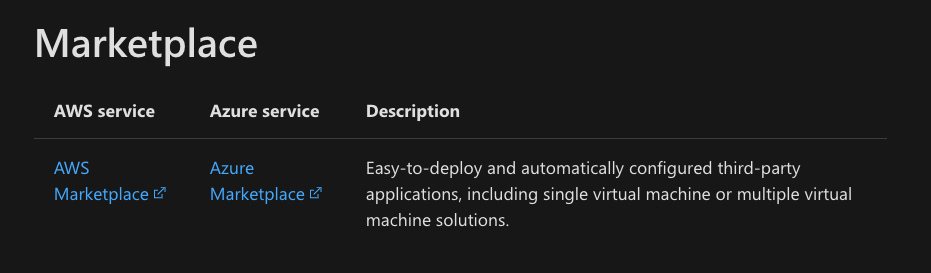 Marketplace
AWS service Azure service Description
AWS Marketplace Azure Marketplace Easy-to-deploy and automatically configured third-party
applications, including single virtual machine or multiple virtual
machine solutions.